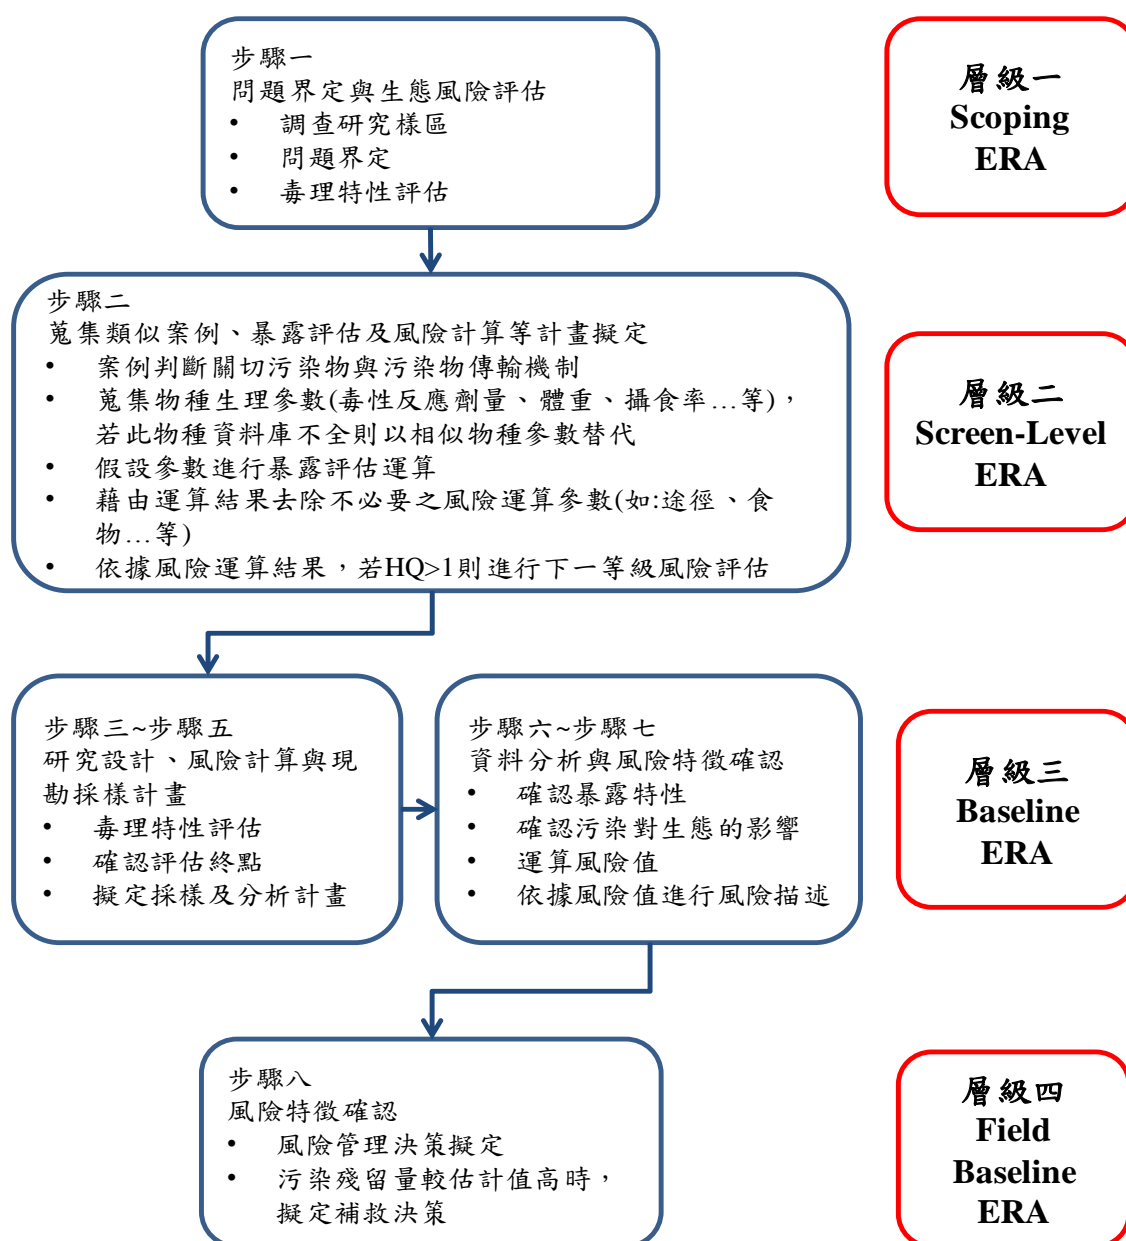 步驟一
問題界定與生態風險評估
• 調查研究樣區
• 問題界定
• 毒理特性評估
層級一
Scoping
ERA
步驟二
蒐集類似案例、暴露評估及風險計算等計畫擬定
• 案例判斷關切污染物與污染物傳輸機制
• 蒐集物種生理參數(毒性反應劑量、體重、攝食率…等)，
若此物種資料庫不全則以相似物種參數替代
• 假設參數進行暴露評估運算
• 藉由運算結果去除不必要之風險運算參數(如:途徑、食
物…等)
• 依據風險運算結果，若HQ>1則進行下一等級風險評估
層級二
Screen-Level
ERA
步驟三~步驟五
研究設計、風險計算與現
勘採樣計畫
• 毒理特性評估
• 確認評估終點
• 擬定採樣及分析計畫
步驟六~步驟七
資料分析與風險特徵確認
• 確認暴露特性
• 確認污染對生態的影響
• 運算風險值
• 依據風險值進行風險描述
層級三
Baseline
ERA
步驟八
風險特徵確認
• 風險管理決策擬定
• 污染殘留量較估計值高時，
擬定補救決策
層級四
Field
Baseline
ERA